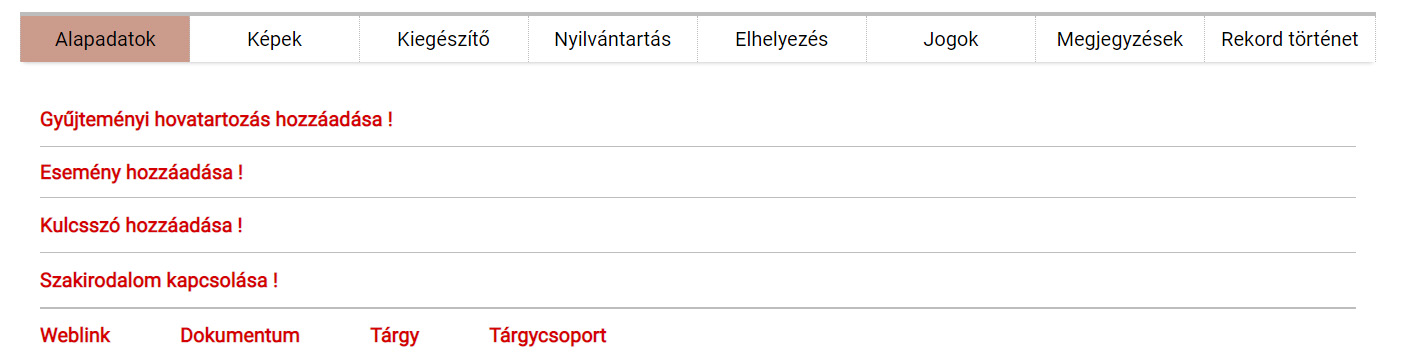 Alapadatok Képek Kiegészítő Nyilvántartás Elhelyezés Jogok Megjegyzések Rekord történet
Gyűjteményi hovatartozás hozzáadása !
Esemény hozzáadása !
Kulcsszó hozzáadása !
Szakirodalom kapcsolása !
Weblink Dokumentum Tárgy Tárgycsoport